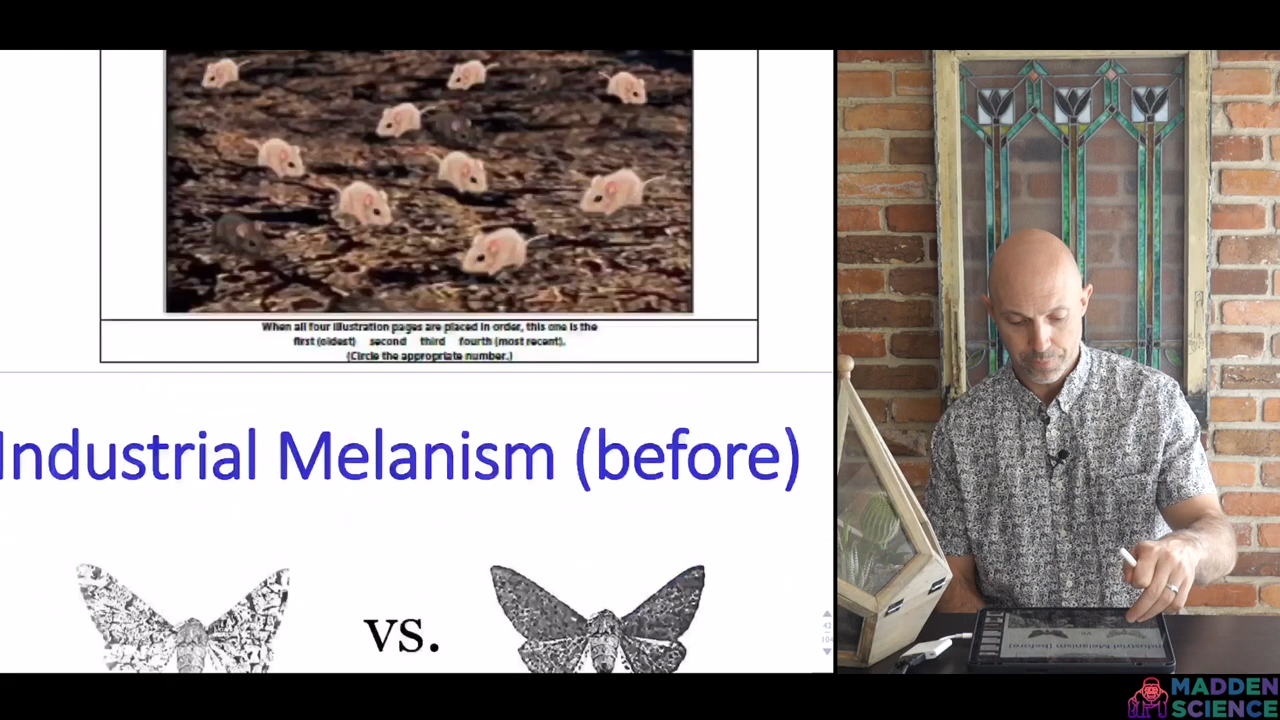 When all four illustration pages are placed in order, this one is the
first (oldest) second third fourth (most recent).
(Circle the appropriate number.)
Industrial Melanism (before)
vs.
MADDEN
SCIENCE